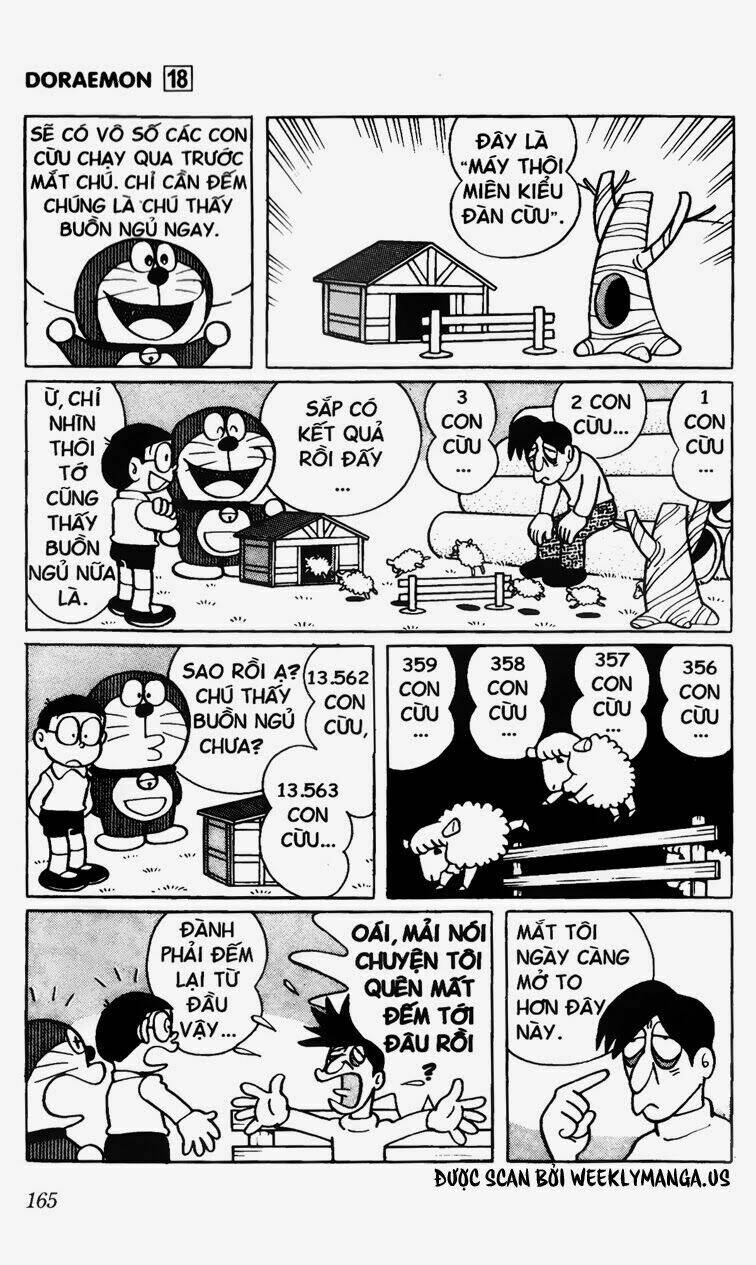 DORAEMON 18
ĐÂY LÀ
"MÁY THÔI
MIÊN KIỂU
ĐÀN CỪU".
SẼ CÓ VÔ SỐ CÁC CON
CỪU CHẠY QUA TRƯỚC
MẮT CHÚ. CHỈ CẦN ĐẾM
CHÚNG LÀ CHÚ THẤY
BUỒN NGỦ NGAY.
1
CON
CỪU...
2 CON
CỪU...
3
CON
CỪU
...
SẮP CÓ
KẾT QUẢ
RỒI ĐẤY
...
Ừ, CHỈ
NHÌN
THÔI
TỚ
CŨNG
THẤY
BUỒN
NGỦ NỮA
LÀ.
356
CON
CỪU
...
357
CON
CỪU
...
358
CON
CỪU
...
359
CON
CỪU
...
13.562
CON
CỪU,
13.563
CON
CỪU...
SAO RỒI Ạ?
CHÚ THẤY
BUỒN NGỦ
CHƯA?
MẮT TÔI
NGÀY CÀNG
MỞ TO
HƠN ĐÂY
NÀY.
OÁI, MẢI NÓI
CHUYỆN TÔI
QUÊN MẤT
ĐẾM TỚI
ĐÂU RỒI
?
ĐÀNH
PHẢI ĐẾM
LẠI TỪ
ĐẦU
VẬY...
ĐƯỢC SCAN BỞI WEEKLYMANGA.US
165